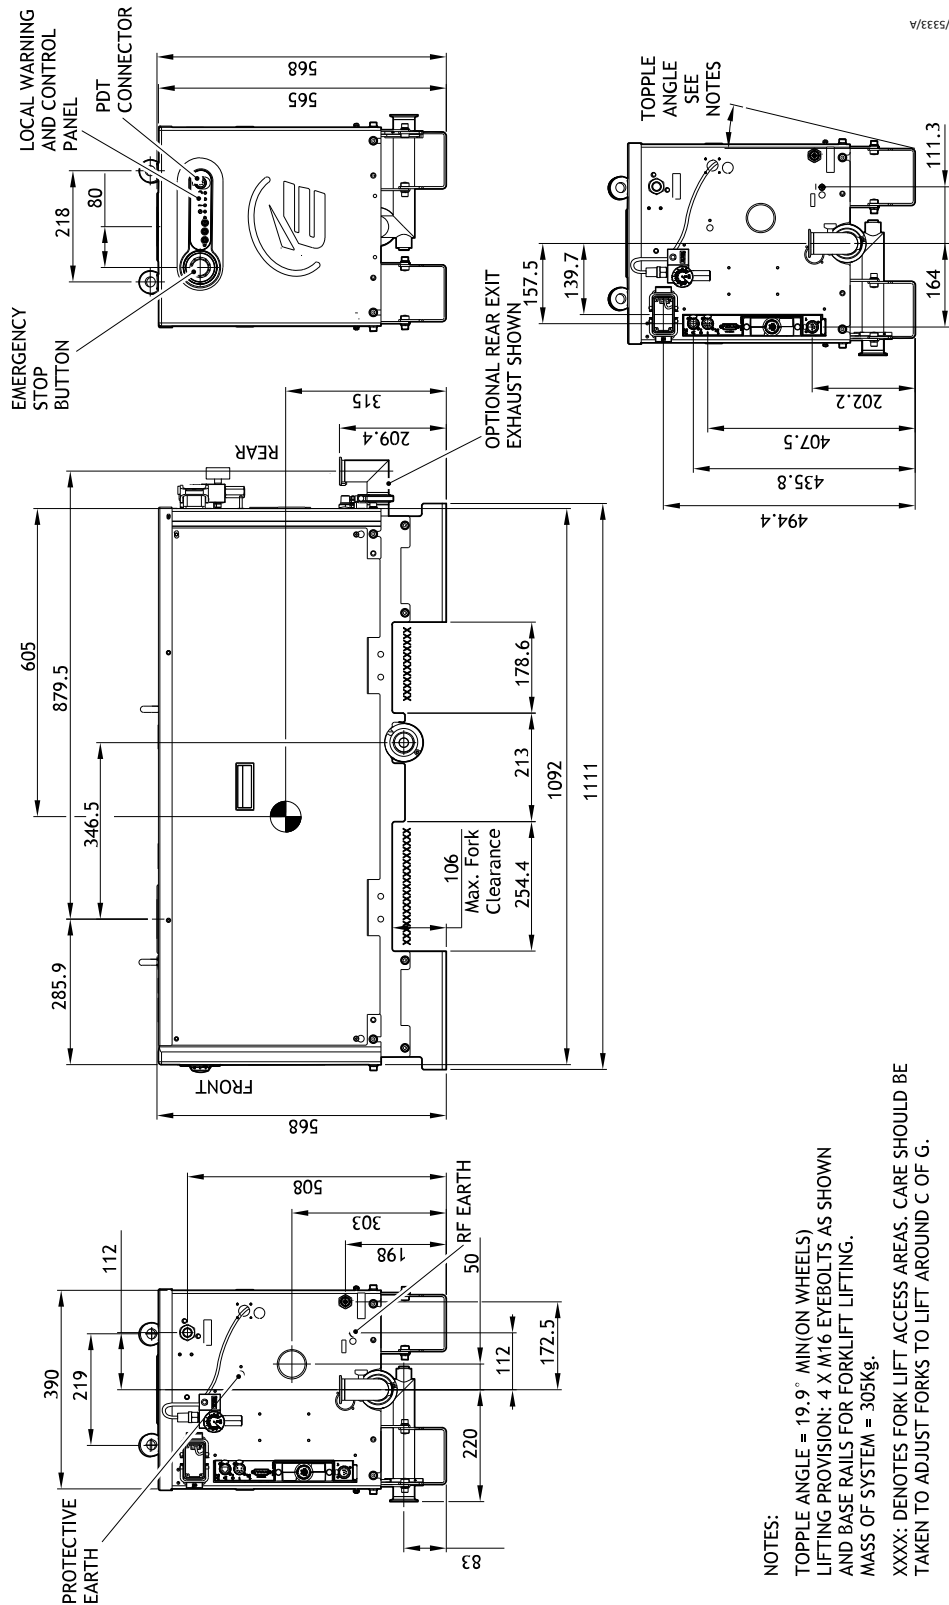 PROTECTIVE
EARTH
390
219
112
508
303
198
RF EARTH
50
112
172.5
220
83
568
FRONT
285.9
346.5
879.5
605
REAR
315
209.4
OPTIONAL REAR EXIT
EXHAUST SHOWN
106
Max. Fork
Clearance
254.4
213
178.6
1092
1111
EMERGENCY
STOP
BUTTON
218
80
LOCAL WARNING
AND CONTROL
PANEL
PDT
CONNECTOR
565
568
157.5
139.7
TOPPLE
ANGLE
SEE
NOTES
111.3
164
202.2
407.5
435.8
494.4
/5333/A
NOTES:
TOPPLE ANGLE = 19.9° MIN(ON WHEELS)
LIFTING PROVISION: 4 X M16 EYEBOLTS AS SHOWN
AND BASE RAILS FOR FORKLIFT LIFTING.
MASS OF SYSTEM = 305Kg.
XXXX: DENOTES FORK LIFT ACCESS AREAS. CARE SHOULD BE
TAKEN TO ADJUST FORKS TO LIFT AROUND C OF G.